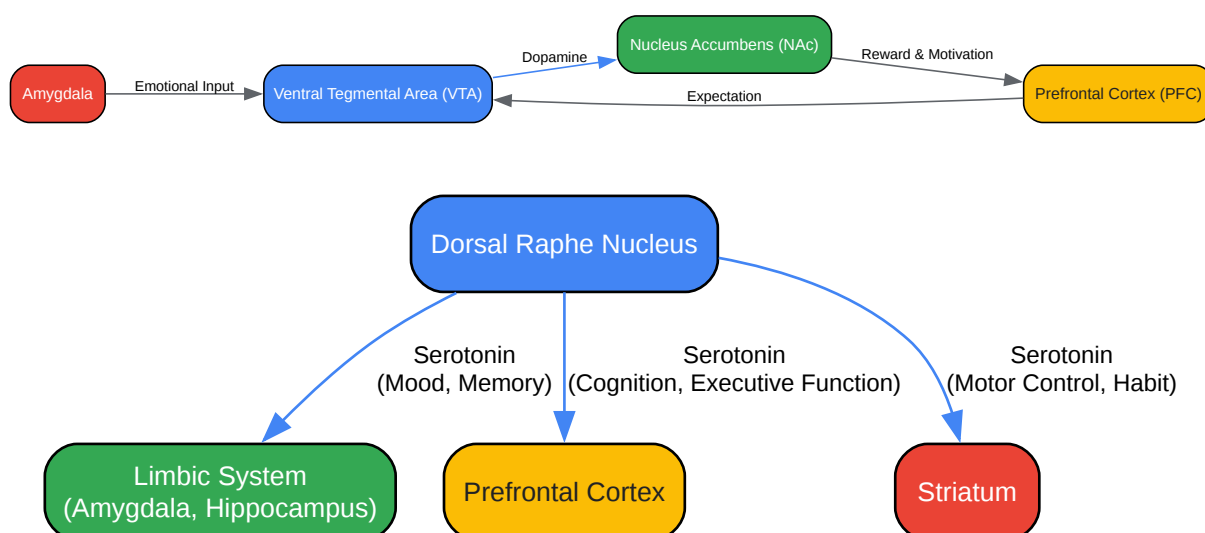 Amygdala
Emotional Input
Ventral Tegmental Area (VTA)
Dopamine
Nucleus Accumbens (NAc)
Reward & Motivation
Expectation
Prefrontal Cortex (PFC)
Dorsal Raphe Nucleus
Serotonin
(Mood, Memory)
Serotonin
(Cognition, Executive Function)
Serotonin
(Motor Control, Habit)
Limbic System
(Amygdala, Hippocampus)
Prefrontal Cortex
Striatum